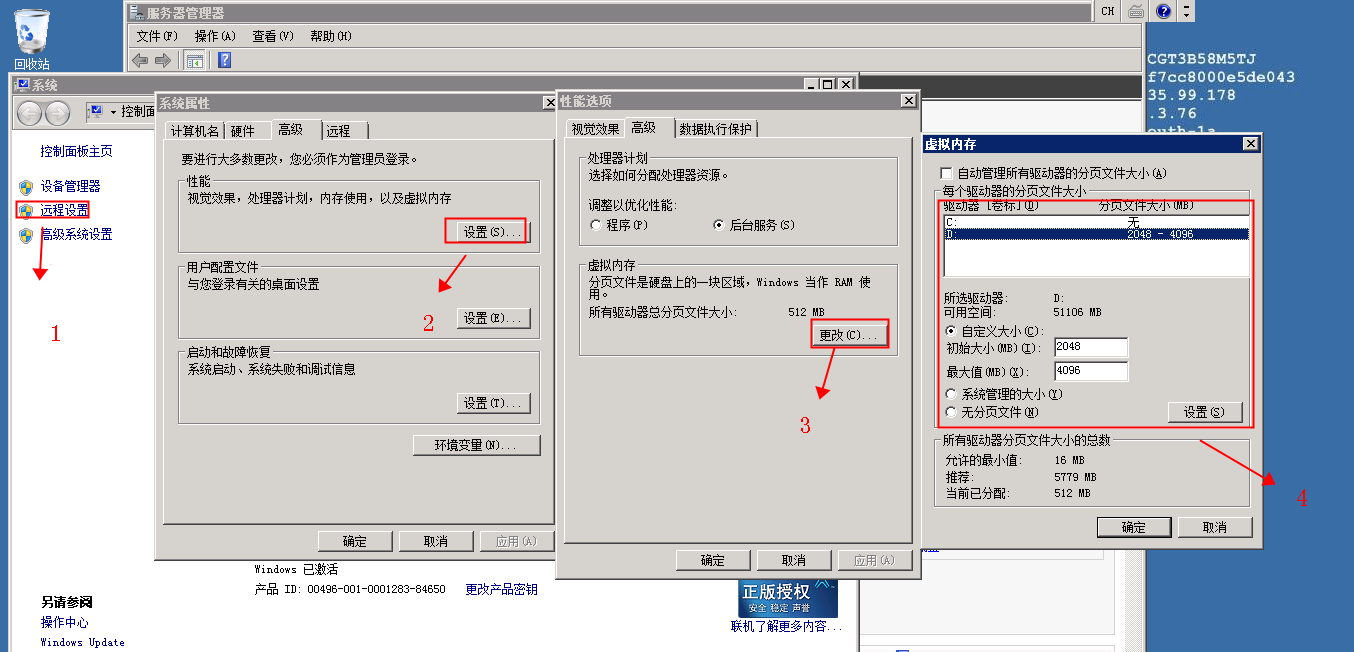 回收站
服务器管理器
文件(F) 操作(A) 查看(V) 帮助(H)
CH
CGT3B58M5TJ
f7cc8000e5de043
35.99.178
.3.76
系统
控制面
控制面板主页
设备管理器
远程设置
高级系统设置
1
另请参阅
操作中心
Windows Update
系统属性
计算机名 硬件 高级 远程
要进行大多数更改，您必须作为管理员登录。
性能
视觉效果，处理器计划，内存使用，以及虚拟内存
设置(S)...
2
用户配置文件
与您登录有关的桌面设置
设置(E)...
启动和故障恢复
系统启动、系统失败和调试信息
设置(T)...
环境变量(N)...
确定 取消 应用(A)
Windows 已激活
产品 ID: 00496-001-0001283-84650 更改产品密钥
性能选项
视觉效果 高级 数据执行保护
处理器计划
选择如何分配处理器资源。
调整以优化性能:
程序(P) 后台服务(S)
虚拟内存
分页文件是硬盘上的一块区域，Windows 当作 RAM 使
用。
所有驱动器总分页文件大小: 512 MB
更改(C)...
3
确定 取消 应用(A)
正版授权
安全 稳定 声誉
联机了解更多内容...
虚拟内存
自动管理所有驱动器的分页文件大小(A)
每个驱动器的分页文件大小
驱动器 [卷标](D) 分页文件大小(MB)
C: 无
D: 2048 - 4096
所选驱动器: D:
可用空间: 51106 MB
自定义大小(C):
初始大小(MB)(I): 2048
最大值(MB)(X): 4096
系统管理的大小(Y)
无分页文件(N)
设置(S)
所有驱动器分页文件大小的总数
允许的最小值: 16 MB
推荐: 5779 MB
当前已分配: 512 MB
4
确定 取消